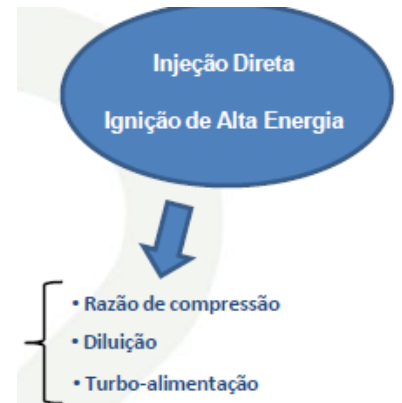 Injeção Direta
Ignição de Alta Energia
• Razão de compressão
• Diluição
• Turbo-alimentação